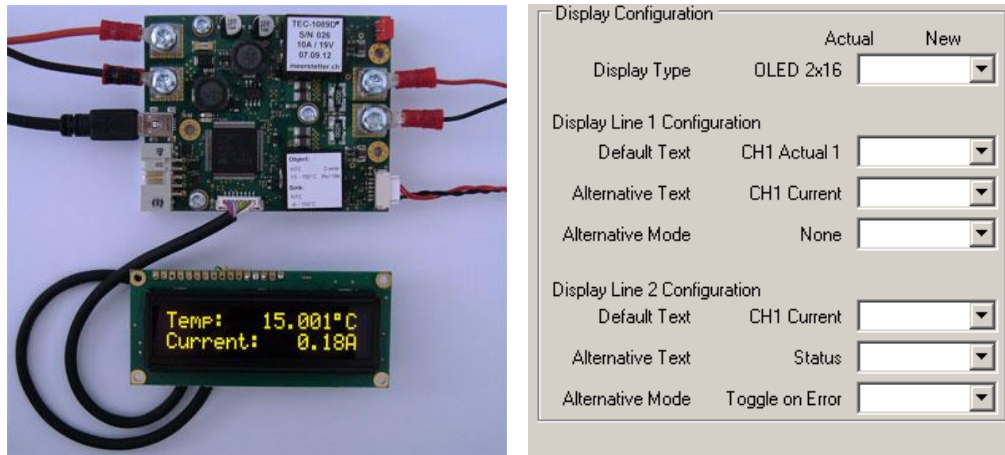 TEC-1089D
S/N 026
10A / 19V
07.09.12
meerstetter.ch
Object:
NTC
Sink:
NTC
Temp: 15.001°C
Current: 0.18A
Display Configuration
Actual New
Display Type OLED 2x16
Display Line 1 Configuration
Default Text CH1 Actual 1
Alternative Text CH1 Current
Alternative Mode None
Display Line 2 Configuration
Default Text CH1 Current
Alternative Text Status
Alternative Mode Toggle on Error